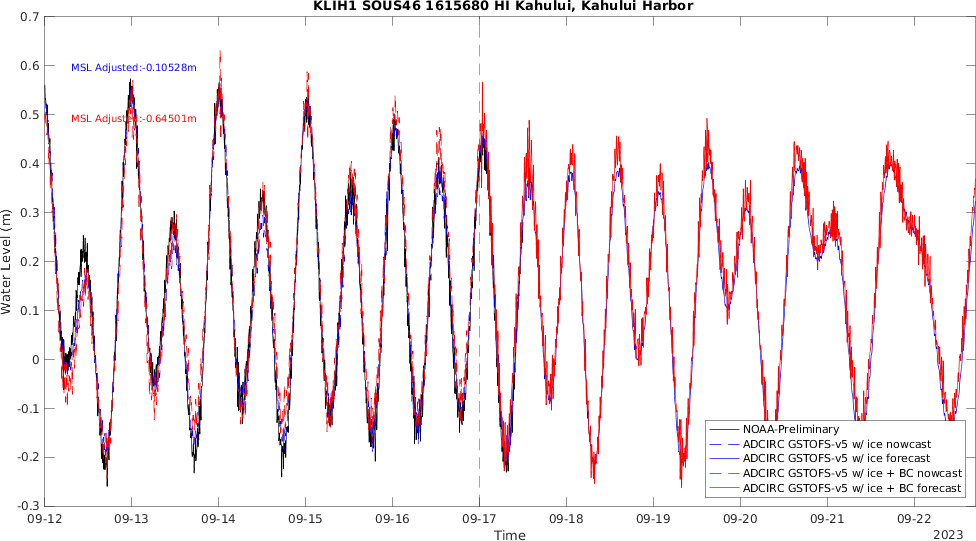 KLIH1 SOUS46 1615680 HI Kahului, Kahului Harbor
0.7
0.6
0.5
0.4
0.3
0.2
0.1
0
-0.1
-0.2
-0.3
Water Level (m)
MSL Adjusted:-0.10528m
MSL Adjusted:-0.64501m
NOAA-Preliminary
ADCIRC GSTOFS-v5 w/ ice nowcast
ADCIRC GSTOFS-v5 w/ ice forecast
ADCIRC GSTOFS-v5 w/ ice + BC nowcast
ADCIRC GSTOFS-v5 w/ ice + BC forecast
09-12 09-13 09-14 09-15 09-16 09-17 09-18 09-19 09-20 09-21 09-22
Time
2023